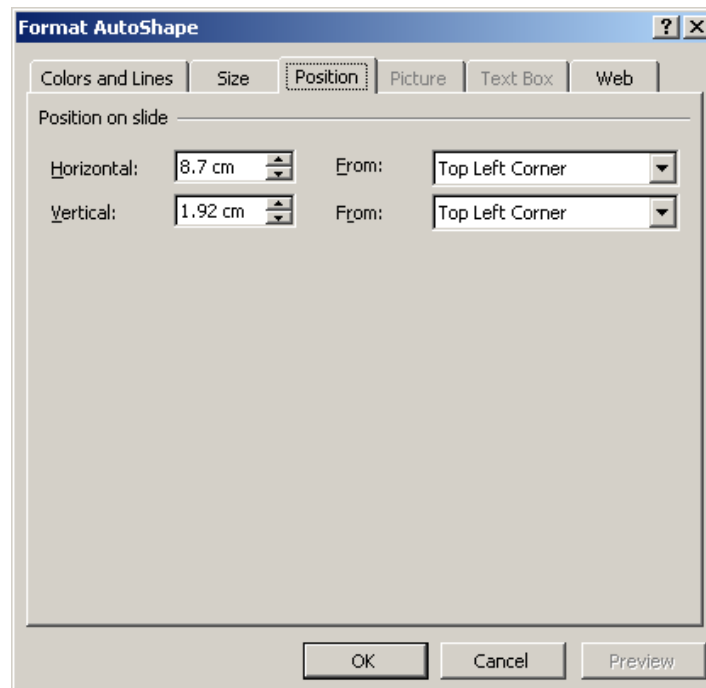 Format AutoShape
Colors and Lines Size Position Picture Text Box Web
Position on slide
Horizontal: 8.7 cm From: Top Left Corner
Vertical: 1.92 cm From: Top Left Corner
OK Cancel Preview